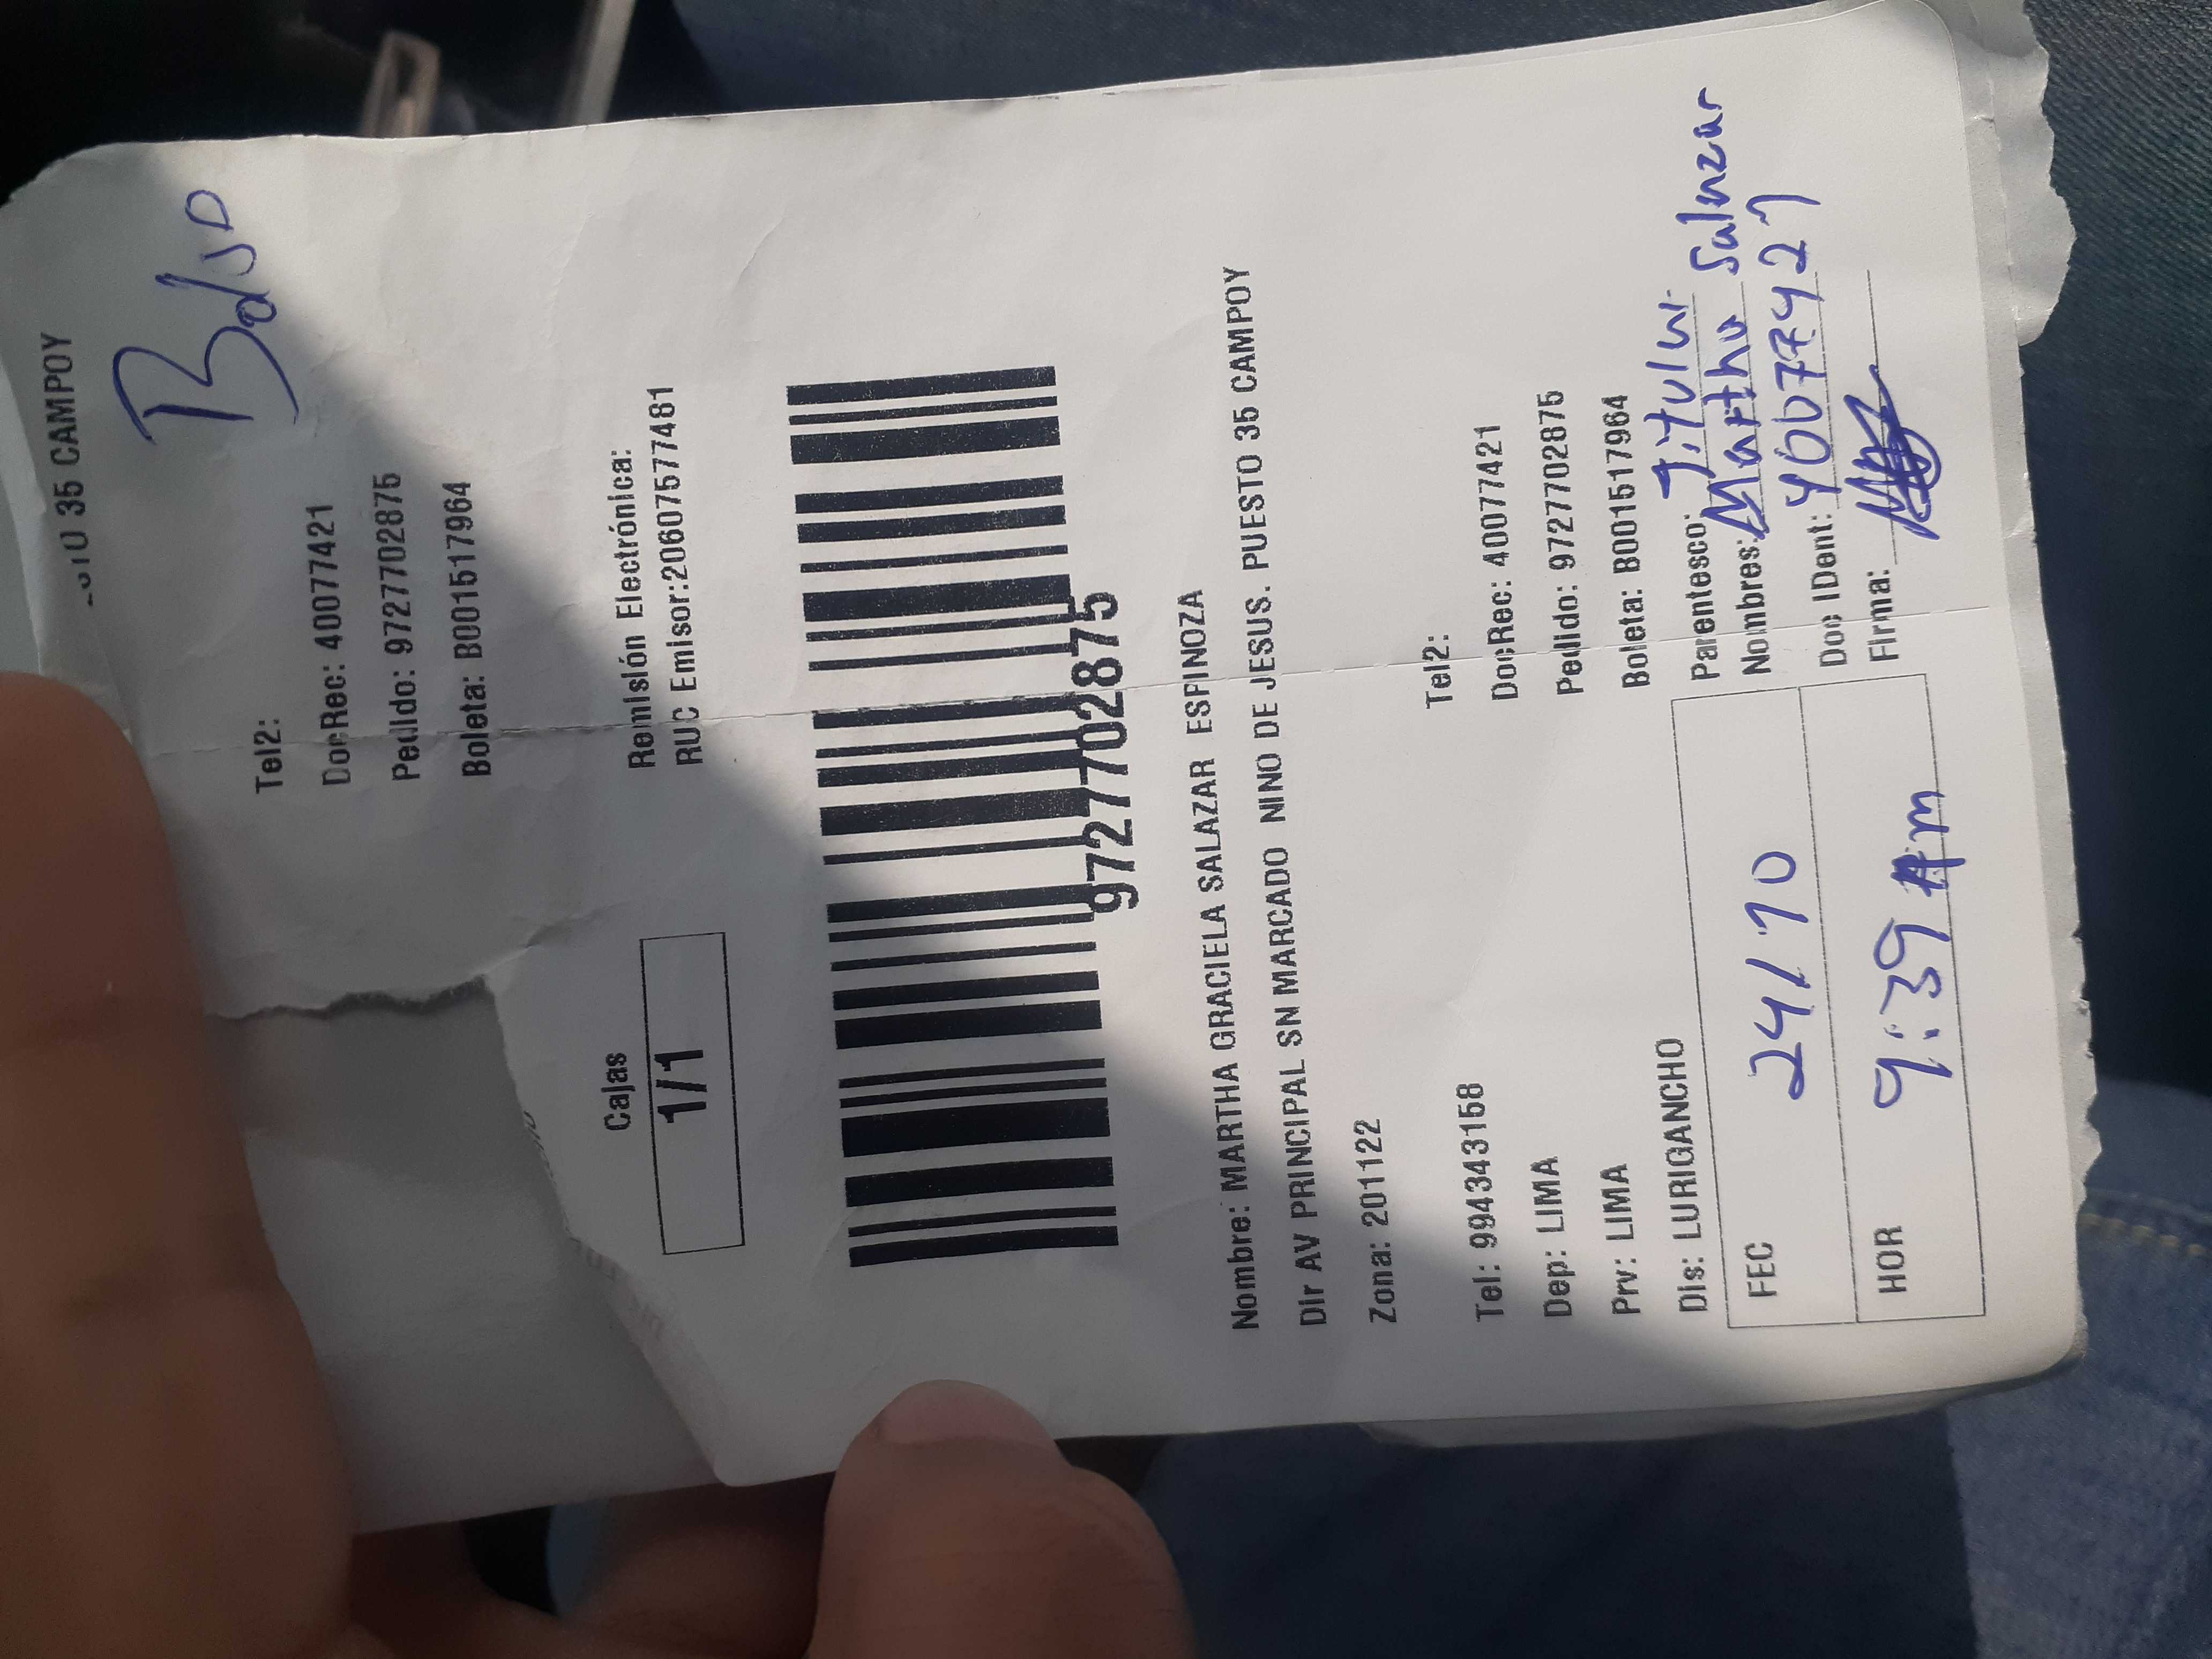 35 CAMPOY
Bolso
Tel2:
DocRec: 40077421
Pedido: 9727702875
Boleta: B001517964
Remisión Electrónica:
RUC Emisor:20607577481
Cajas
1/1
9727702875
Nombre: MARTHA GRACIELA SALAZAR ESPINOZA
Dir AV PRINCIPAL SN MARCADO NINO DE JESUS. PUESTO 35 CAMPOY
Zona: 201122
Tel2:
Tel: 994343158
DocRec: 40077421
Dep: LIMA
Pedido: 9727702875
Prv: LIMA
Boleta: B001517964
Dis: LURIGANCHO
Parentesco: Titular
FEC 24/10
Nombres: Martha Salazar
Doc IDent: 40077421
HOR 9:39 Am
Firma: